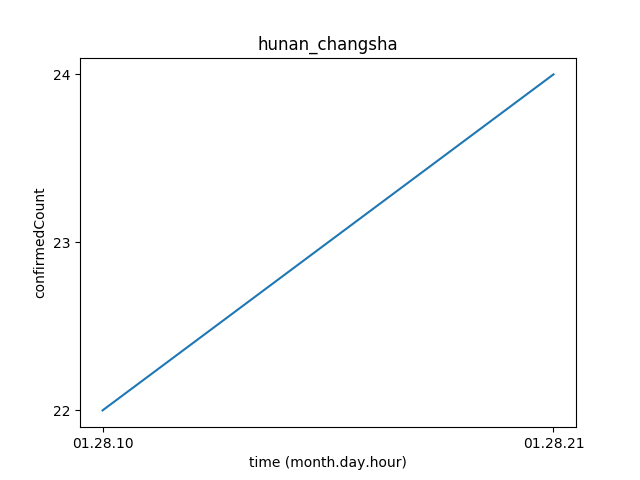 hunan_changsha
24
23
22
confirmedCount
01.28.10
01.28.21
time (month.day.hour)